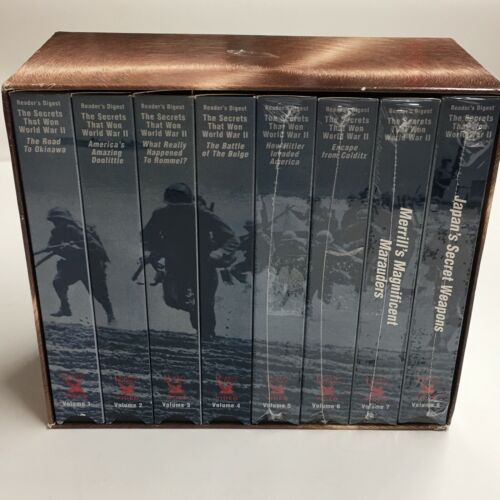 Reader's Digest
The Secrets
That Won
World War II
The Road
To Okinawa
Volume 1
Reader's Digest
The Secrets
That Won
World War II
America's
Amazing
Doolittle
Volume 2
Reader's Digest
The Secrets
That Won
World War II
What Really
Happened
To Rommel?
Volume 3
Reader's Digest
The Secrets
That Won
World War II
The Battle
of The Bulge
Volume 4
Reader's Digest
The Secrets
That Won
World War II
How Hitler
Invaded
America
Volume 5
Reader's Digest
The Secrets
That Won
World War II
Escape
from Colditz
Volume 6
Reader's Digest
The Secrets
That Won
World War II
Merrill's Magnificent
Marauders
Volume 7
Reader's Digest
The Secrets
That Won
World War II
Japan's Secret Weapons
Volume 8